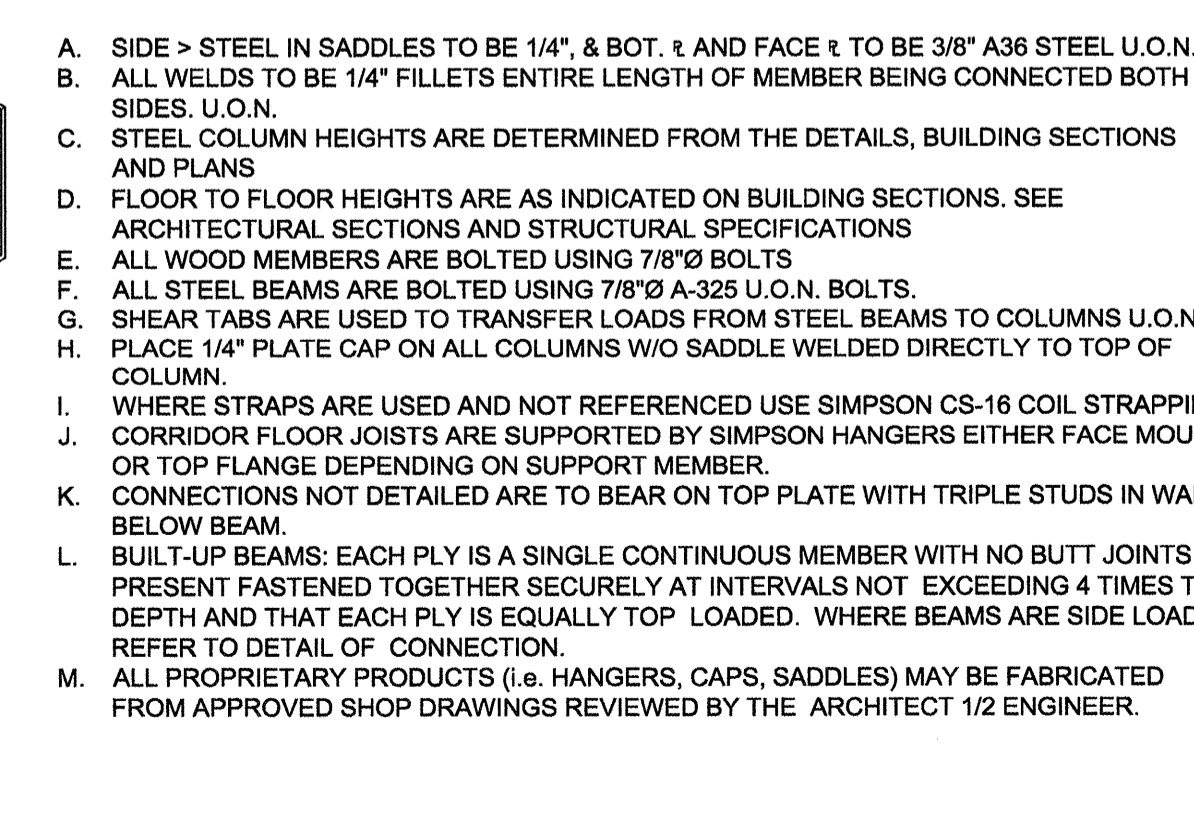 A. SIDE > STEEL IN SADDLES TO BE 1/4", & BOT. ⅊ AND FACE ⅊ TO BE 3/8" A36 STEEL U.O.N.
B. ALL WELDS TO BE 1/4" FILLETS ENTIRE LENGTH OF MEMBER BEING CONNECTED BOTH
SIDES. U.O.N.
C. STEEL COLUMN HEIGHTS ARE DETERMINED FROM THE DETAILS, BUILDING SECTIONS
AND PLANS
D. FLOOR TO FLOOR HEIGHTS ARE AS INDICATED ON BUILDING SECTIONS. SEE
ARCHITECTURAL SECTIONS AND STRUCTURAL SPECIFICATIONS
E. ALL WOOD MEMBERS ARE BOLTED USING 7/8"Ø BOLTS
F. ALL STEEL BEAMS ARE BOLTED USING 7/8"Ø A-325 U.O.N. BOLTS.
G. SHEAR TABS ARE USED TO TRANSFER LOADS FROM STEEL BEAMS TO COLUMNS U.O.N
H. PLACE 1/4" PLATE CAP ON ALL COLUMNS W/O SADDLE WELDED DIRECTLY TO TOP OF
COLUMN.
I. WHERE STRAPS ARE USED AND NOT REFERENCED USE SIMPSON CS-16 COIL
J. CORRIDOR FLOOR JOISTS ARE SUPPORTED BY SIMPSON HANGERS EITHER FACE
OR TOP FLANGE DEPENDING ON SUPPORT MEMBER.
K. CONNECTIONS NOT DETAILED ARE TO BEAR ON TOP PLATE WITH TRIPLE STUDS IN
BELOW BEAM.
L. BUILT-UP BEAMS: EACH PLY IS A SINGLE CONTINUOUS MEMBER WITH NO BUTT JOINTS
PRESENT FASTENED TOGETHER SECURELY AT INTERVALS NOT EXCEEDING 4 TIMES
DEPTH AND THAT EACH PLY IS EQUALLY TOP LOADED. WHERE BEAMS ARE SIDE
REFER TO DETAIL OF CONNECTION.
M. ALL PROPRIETARY PRODUCTS (i.e. HANGERS, CAPS, SADDLES) MAY BE FABRICATED
FROM APPROVED SHOP DRAWINGS REVIEWED BY THE ARCHITECT 1/2 ENGINEER.